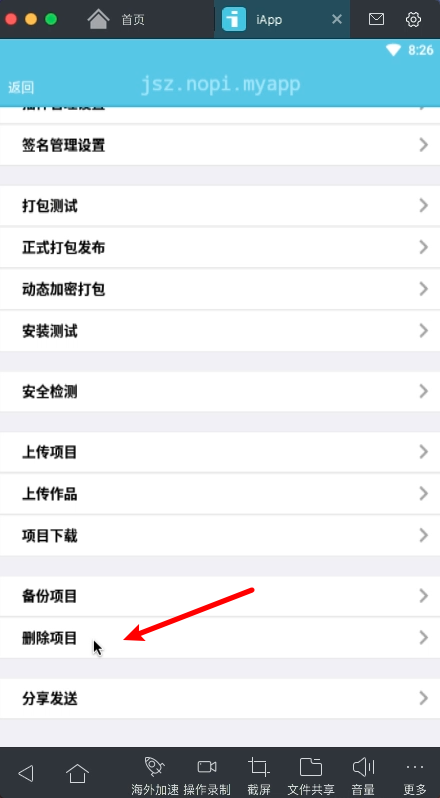 首页
iApp
8:26
返回
jsz.nopi.myapp
签名管理设置
打包测试
正式打包发布
动态加密打包
安装测试
安全检测
上传项目
上传作品
项目下载
备份项目
删除项目
分享发送
海外加速 操作录制 截屏 文件共享 音量 更多